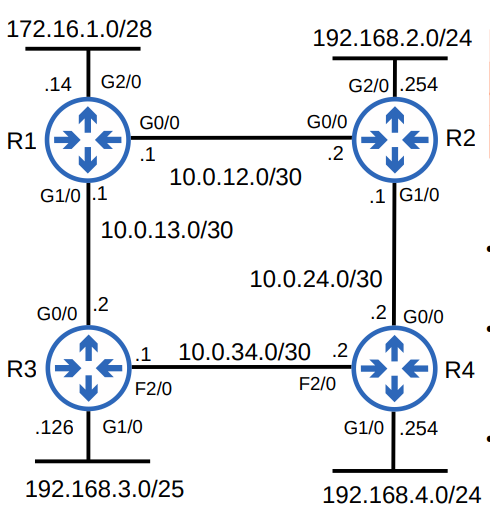 172.16.1.0/28
192.168.2.0/24
.14
G2/0
G2/0
.254
R1
G0/0
G0/0
R2
.1
.2
10.0.12.0/30
G1/0
.1
.1
G1/0
10.0.13.0/30
10.0.24.0/30
G0/0
.2
.2
G0/0
R3
.1
10.0.34.0/30
.2
R4
F2/0
F2/0
.126
G1/0
G1/0
.254
192.168.3.0/25
192.168.4.0/24